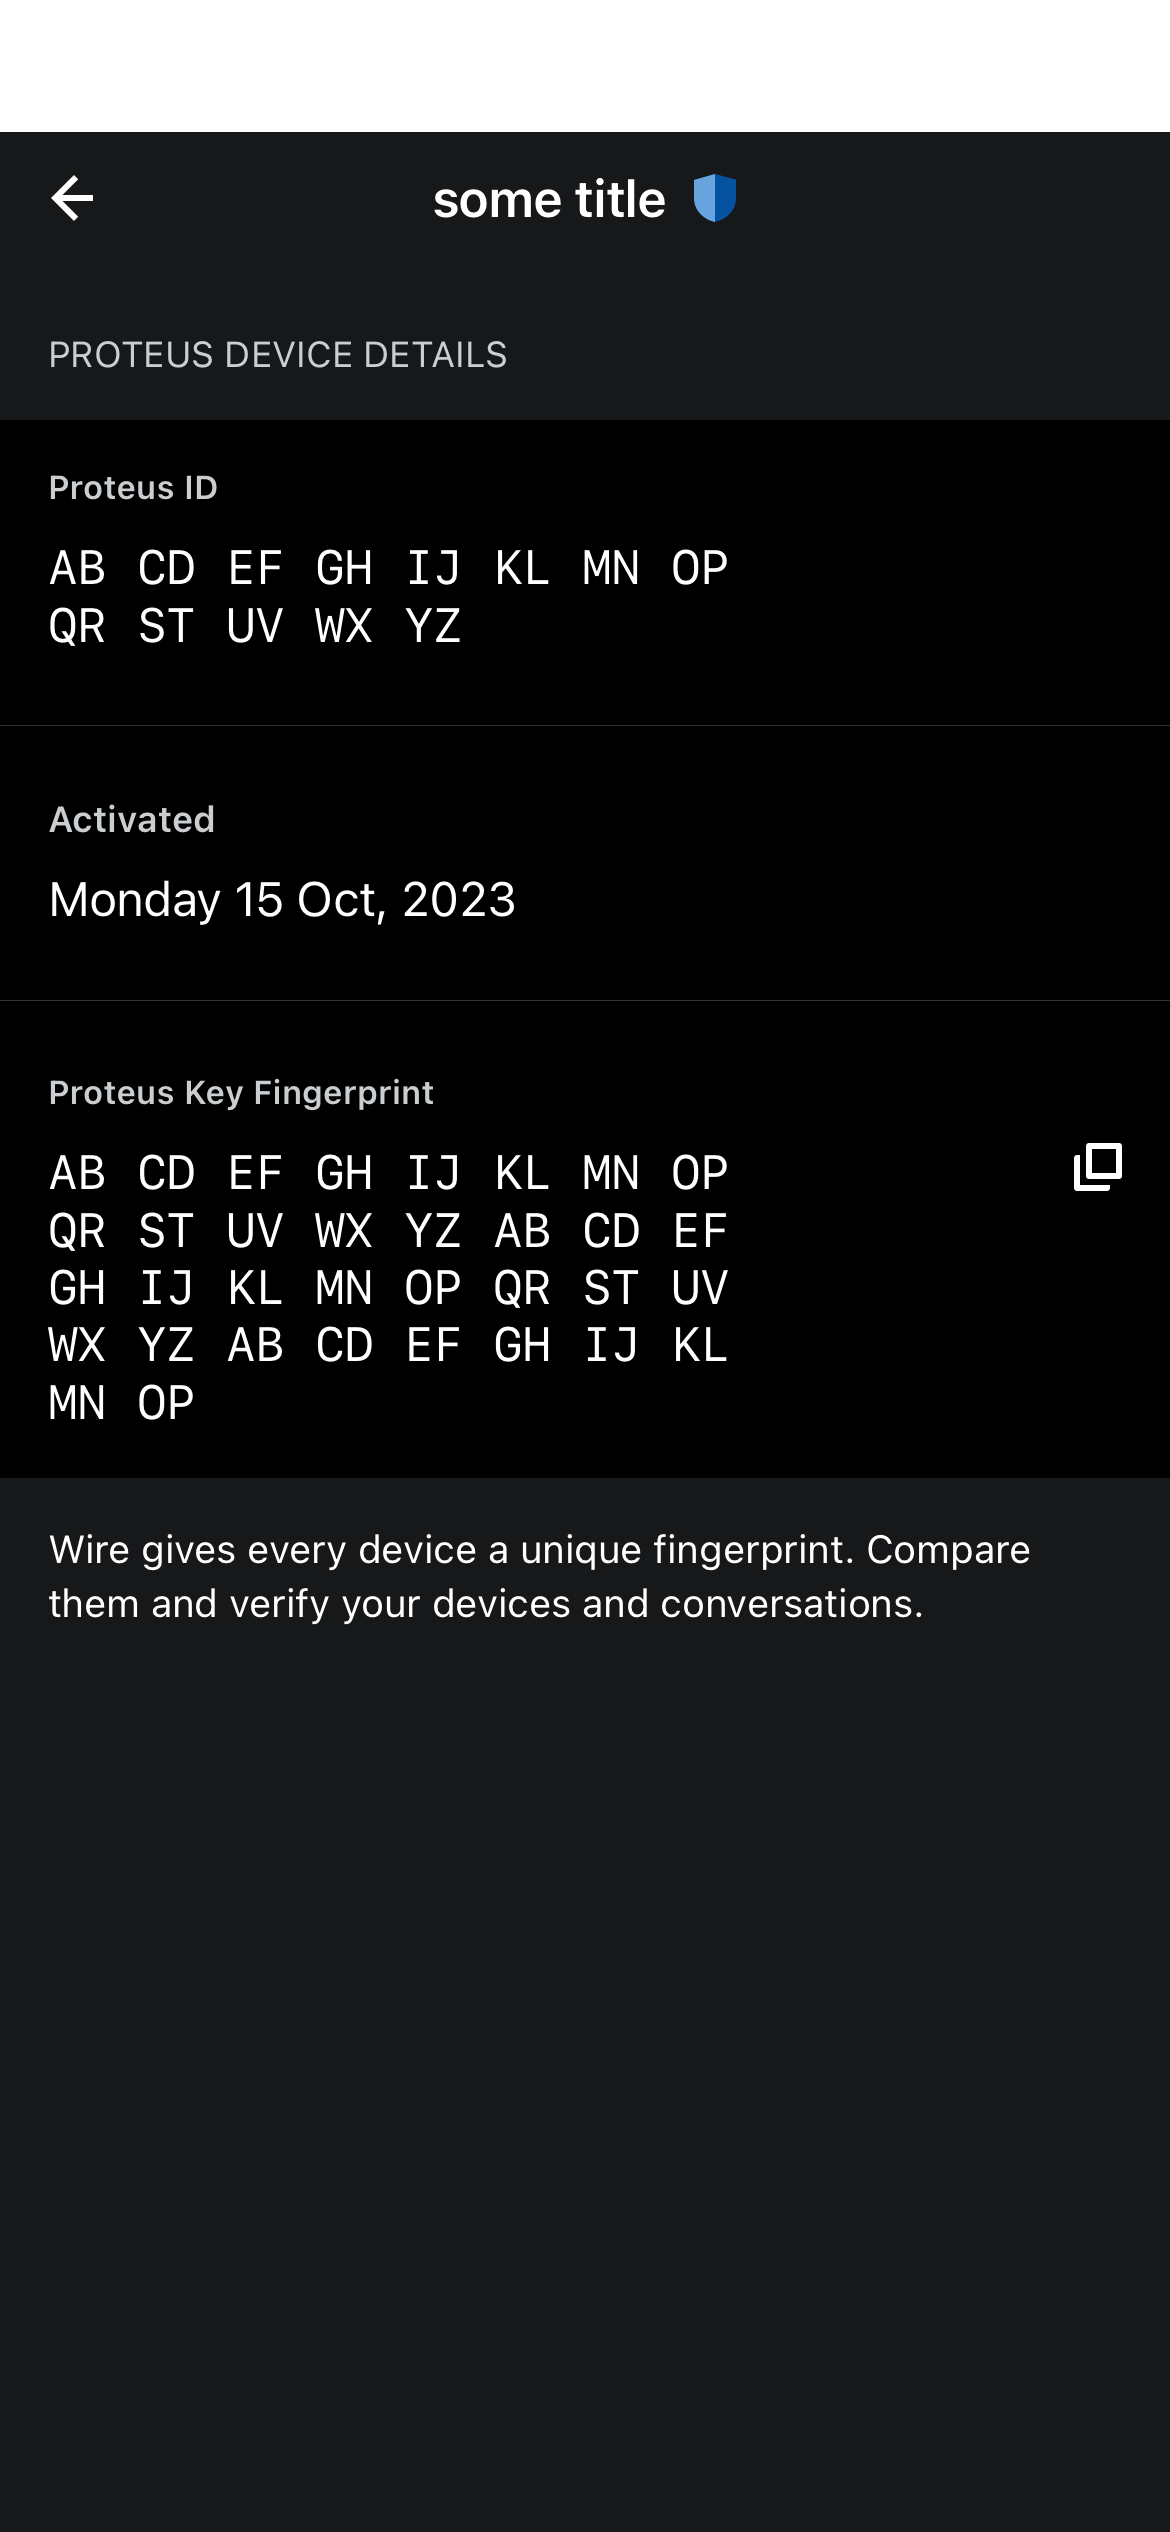 some title
PROTEUS DEVICE DETAILS
Proteus ID
AB CD EF GH IJ KL MN OP
QR ST UV WX YZ
Activated
Monday 15 Oct, 2023
Proteus Key Fingerprint
AB CD EF GH IJ KL MN OP
QR ST UV WX YZ AB CD EF
GH IJ KL MN OP QR ST UV
WX YZ AB CD EF GH IJ KL
MN OP
Wire gives every device a unique fingerprint. Compare
them and verify your devices and conversations.